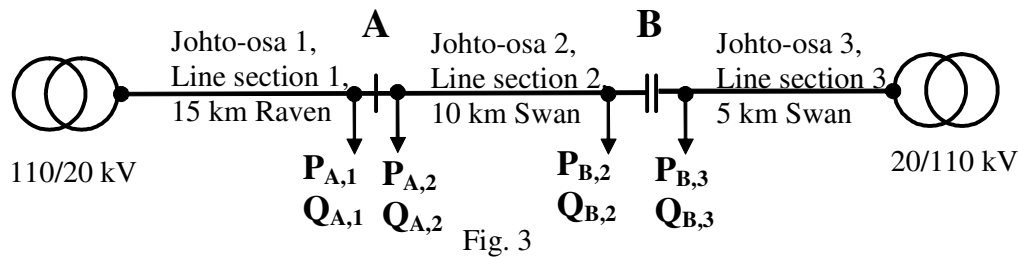 Johto-osa 1,
Line section 1,
15 km Raven
A
Johto-osa 2,
Line section 2,
10 km Swan
B
Johto-osa 3,
Line section 3
5 km Swan
110/20 kV
20/110 kV
P_A,1
Q_A,1
P_A,2
Q_A,2
P_B,2
Q_B,2
P_B,3
Q_B,3
Fig. 3